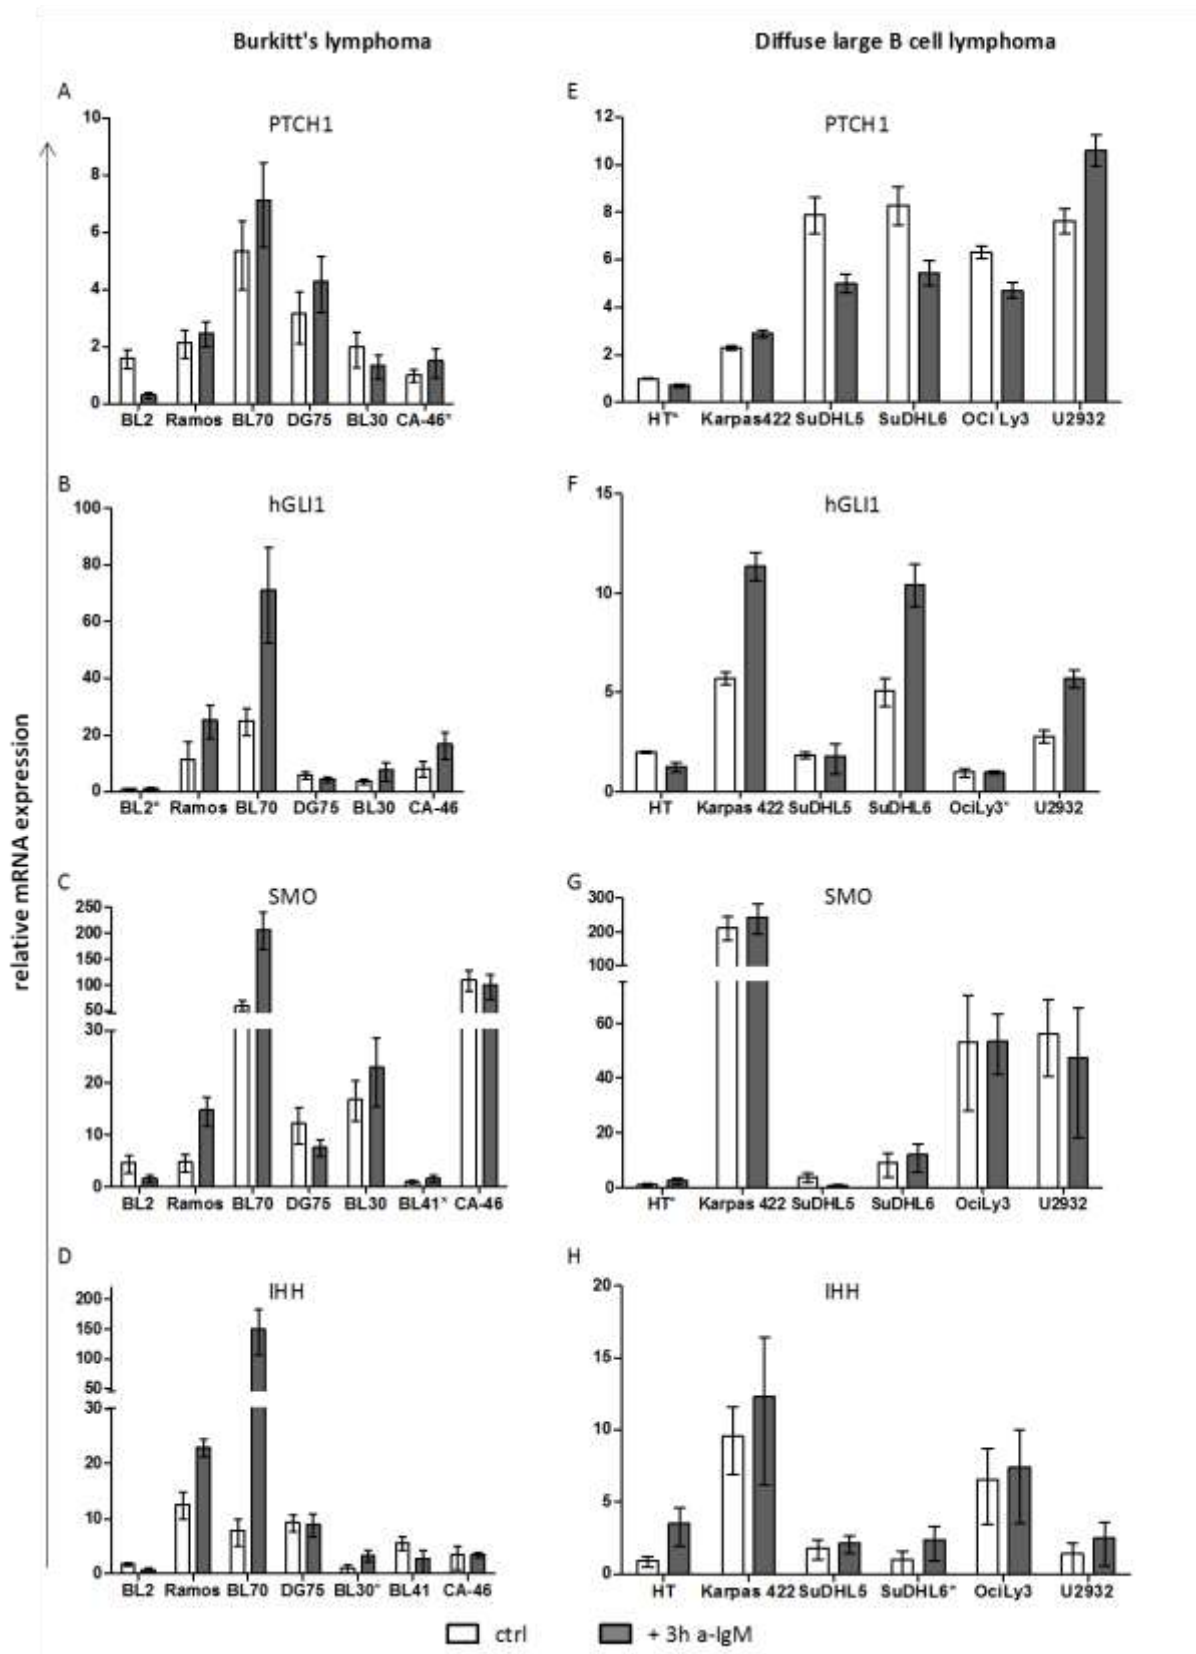 Burkitt's lymphoma
Diffuse large B cell lymphoma
relative mRNA expression
A
PTCH1
10
8
6
4
2
0
BL2 Ramos BL70 DG75 BL30 CA-46*
E
PTCH1
12
10
8
6
4
2
0
HT* Karpas422 SuDHL5 SuDHL6 OCI Ly3 U2932
B
hGLI1
100
80
60
40
20
0
BL2* Ramos BL70 DG75 BL30 CA-46
F
hGLI1
15
10
5
0
HT Karpas 422 SuDHL5 SuDHL6 OciLy3* U2932
C
SMO
250
200
150
100
50
30
20
10
0
BL2 Ramos BL70 DG75 BL30 BL41* CA-46
G
SMO
300
200
100
60
40
20
0
HT* Karpas 422 SuDHL5 SuDHL6 OciLy3 U2932
D
IHH
200
150
100
50
30
20
10
0
BL2 Ramos BL70 DG75 BL30* BL41 CA-46
H
IHH
20
15
10
5
0
HT Karpas 422 SuDHL5 SuDHL6* OciLy3 U2932
ctrl + 3h a-IgM